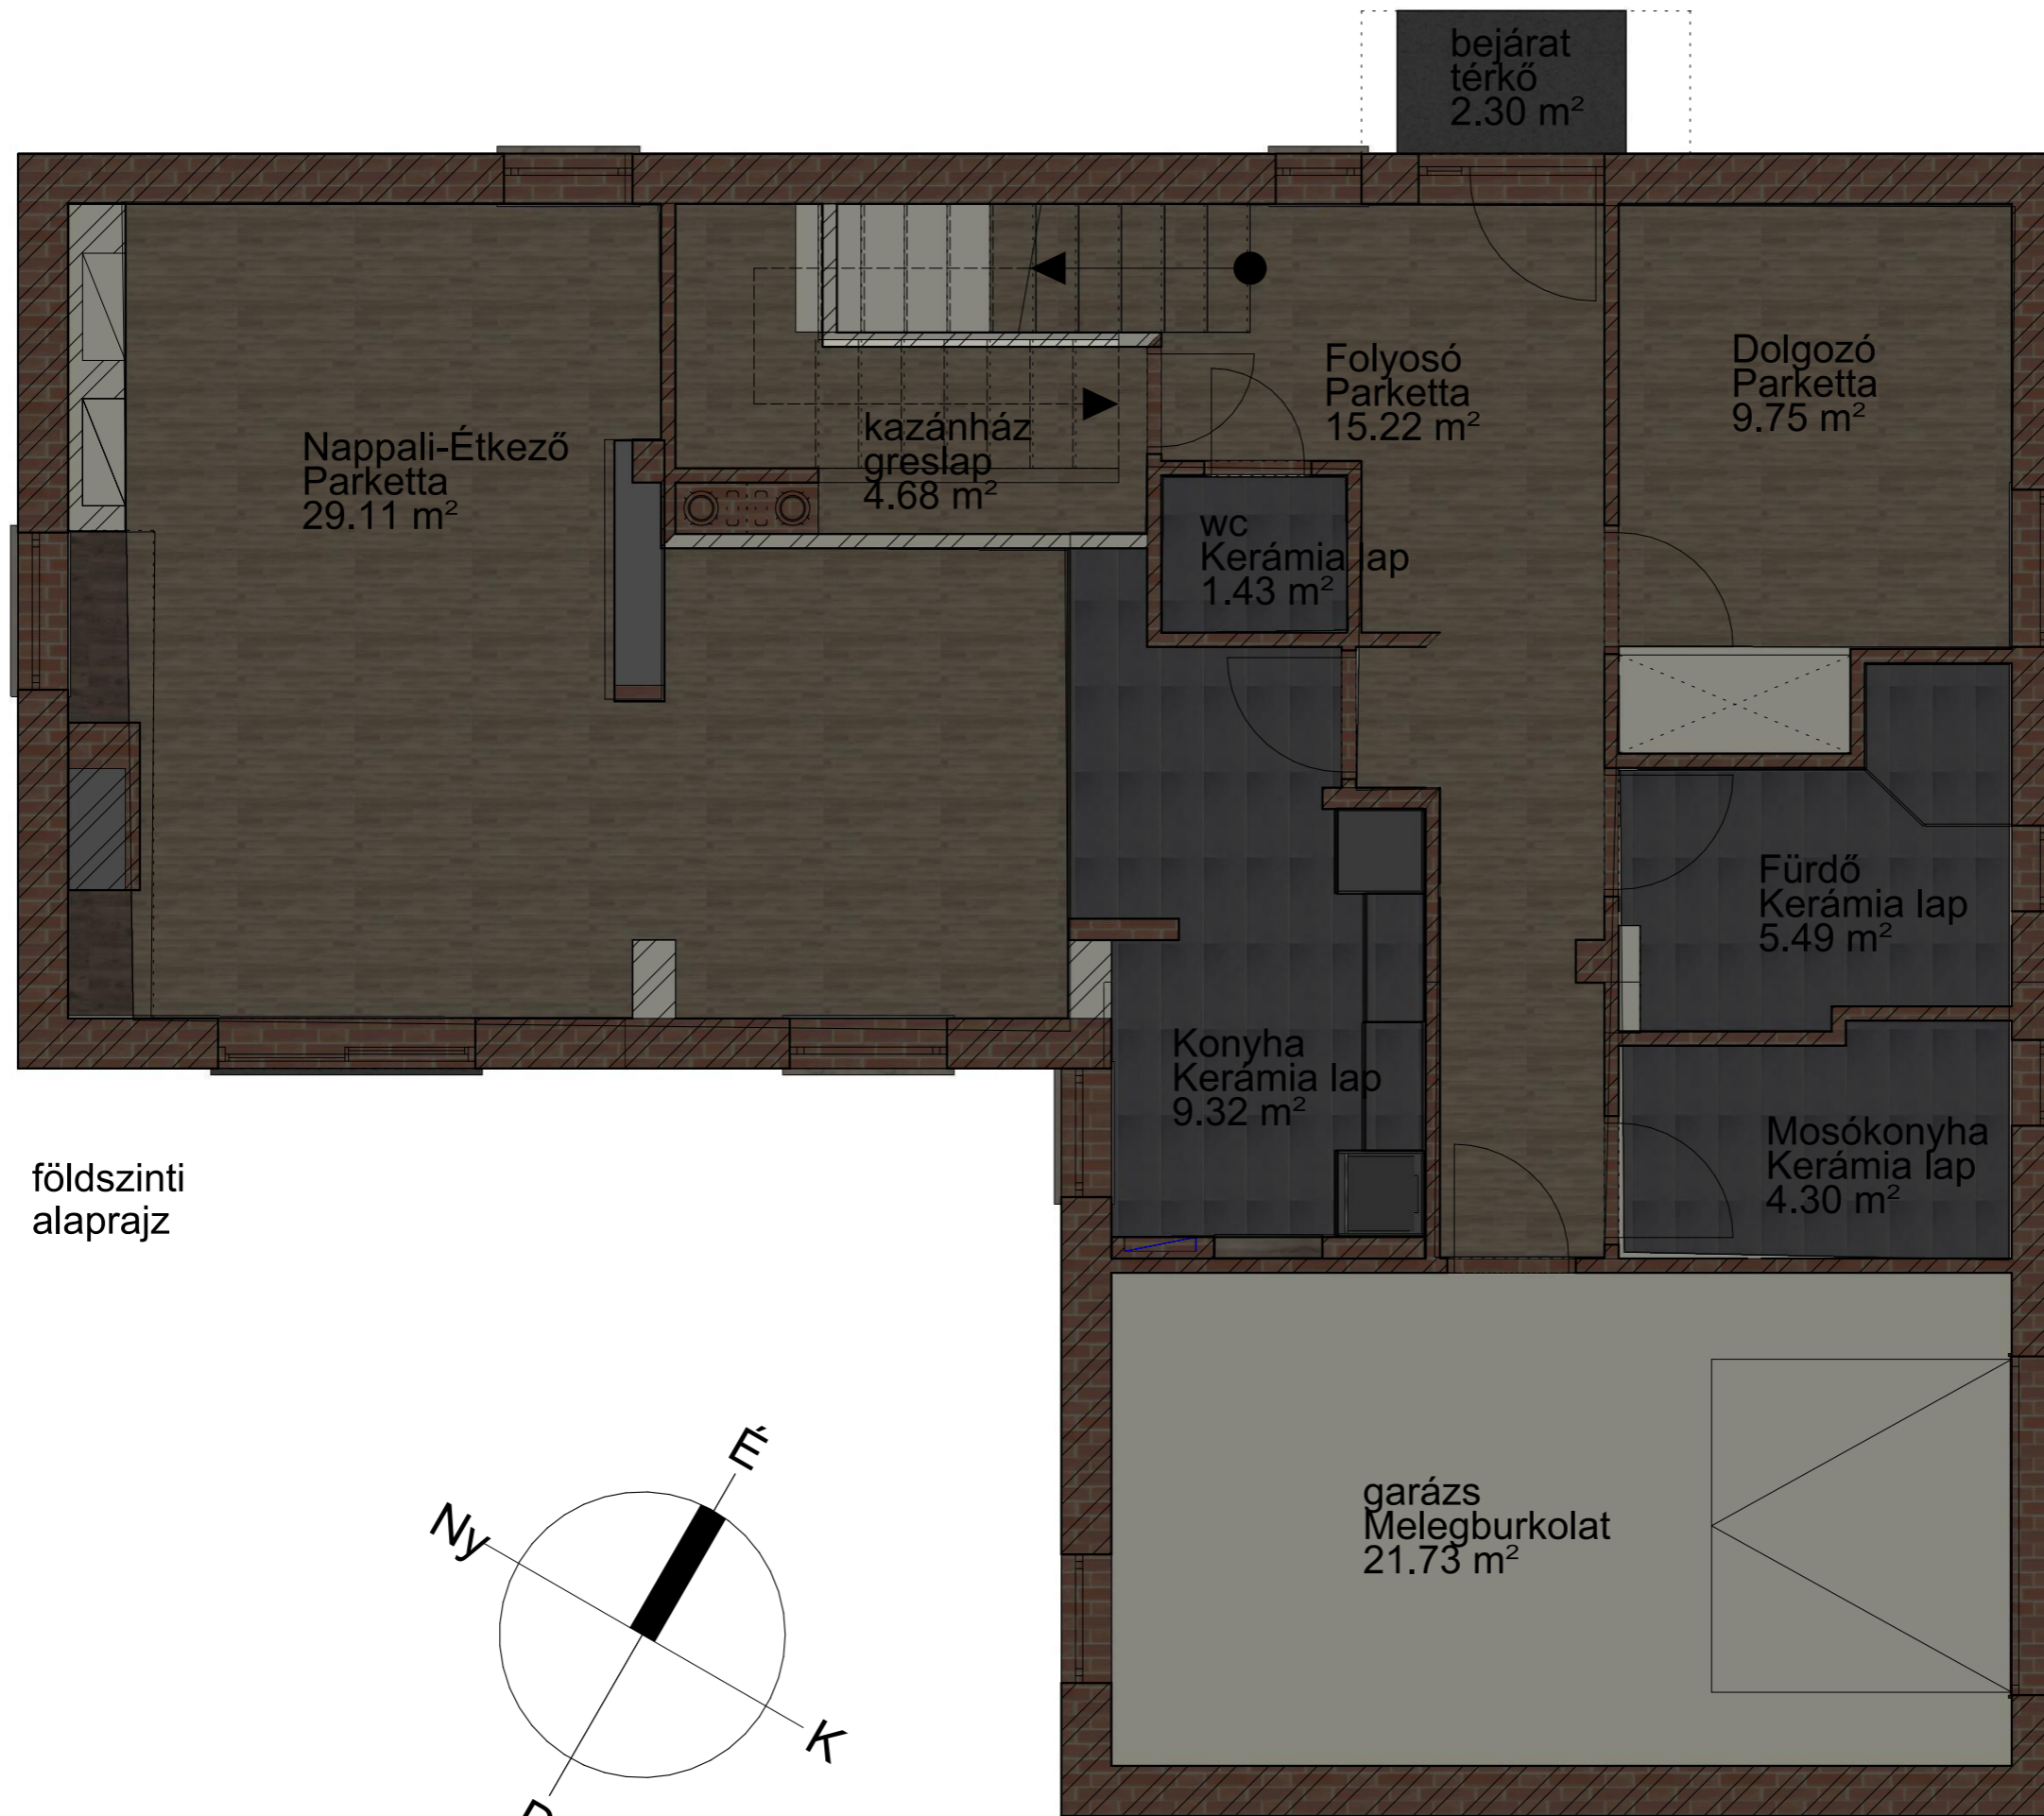 bejárat
térkő
2.30 m²
Nappali-Étkező
Parketta
29.11 m²
kazánház
greslap
4.68 m²
Folyosó
Parketta
15.22 m²
Dolgozó
Parketta
9.75 m²
wc
Kerámia lap
1.43 m²
Fürdő
Kerámia lap
5.49 m²
Konyha
Kerámia lap
9.32 m²
Mosókonyha
Kerámia lap
4.30 m²
földszinti
alaprajz
garázs
Melegburkolat
21.73 m²
É
Ny
K